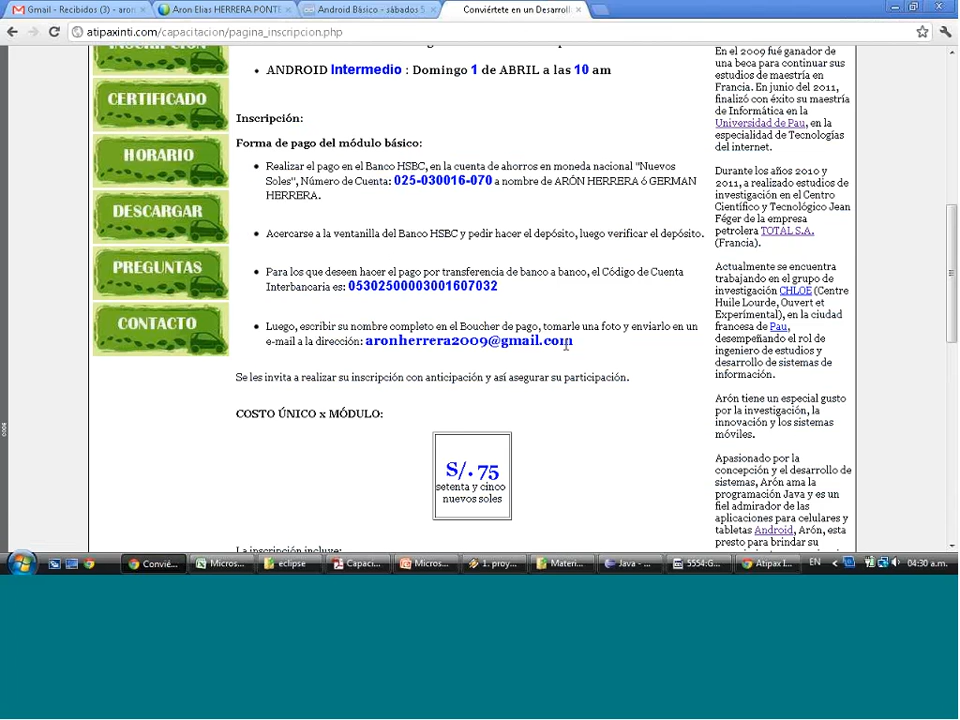 Gmail - Recibidos (3) - aron
Aron Elias HERRERA PONTE
Android Básico - sábados 5.
Conviértete en un Desarroll
atipaxinti.com/capacitacion/pagina_inscripcion.php
INSCRIPCIÓN
CERTIFICADO
HORARIO
DESCARGAR
PREGUNTAS
CONTACTO
ANDROID Intermedio : Domingo 1 de ABRIL a las 10 am
Inscripción:
Forma de pago del módulo básico:
Realizar el pago en el Banco HSBC, en la cuenta de ahorros en moneda nacional "Nuevos
Soles", Número de Cuenta: 025-030016-070 a nombre de ARÓN HERRERA ó GERMAN
HERRERA.
Acercarse a la ventanilla del Banco HSBC y pedir hacer el depósito, luego verificar el depósito.
Para los que deseen hacer el pago por transferencia de banco a banco, el Código de Cuenta
Interbancaria es: 05302500003001607032
Luego, escribir su nombre completo en el Boucher de pago, tomarle una foto y enviarlo en un
e-mail a la dirección: aronherrera2009@gmail.com
Se les invita a realizar su inscripción con anticipación y así asegurar su participación.
COSTO ÚNICO x MÓDULO:
S/. 75
setenta y cinco
nuevos soles
La inscripción incluye:
En el 2009 fué ganador de
una beca para continuar sus
estudios de maestría en
Francia. En junio del 2011,
finalizó con éxito su maestría
de Informática en la
Universidad de Pau, en la
especialidad de Tecnologías
del internet.
Durante los años 2010 y
2011, a realizado estudios de
investigación en el Centro
Científico y Tecnológico Jean
Féger de la empresa
petrolera TOTAL S.A.
(Francia).
Actualmente se encuentra
trabajando en el grupo de
investigación CHLOE (Centre
Huile Lourde, Ouvert et
Experimental), en la ciudad
francesa de Pau,
desempeñando el rol de
ingeniero de estudios y
desarrollo de sistemas de
información.
Arón tiene un especial gusto
por la investigación, la
innovación y los sistemas
móviles.
Apasionado por la
concepción y el desarrollo de
sistemas, Arón ama la
programación Java y es un
fiel admirador de las
aplicaciones para celulares y
tabletas Android, Arón, esta
presto para brindar su
Convié...
Micros...
eclipse
Capaci...
Micros...
1. proy...
Materi...
Java - ...
5554:G...
Atipax I...
EN
04:30 a.m.